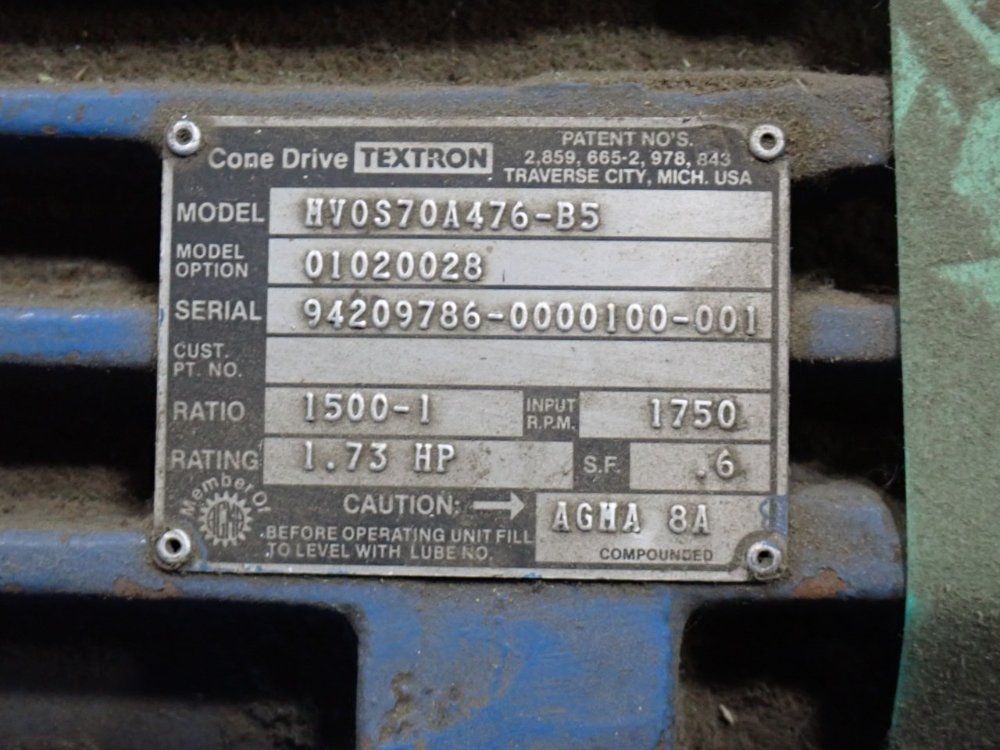 Cone Drive TEXTRON
PATENT NO'S.
2,859, 665-2, 978, 843
TRAVERSE CITY, MICH. USA
MODEL HV0S70A476-B5
MODEL OPTION 01020028
SERIAL 94209786-0000100-001
CUST. PT. NO.
RATIO 1500-1 INPUT R.P.M. 1750
RATING 1.73 HP S.F. .6
Member Of AGMA
CAUTION: →
BEFORE OPERATING UNIT FILL
TO LEVEL WITH LUBE NO.
AGMA 8A
COMPOUNDED